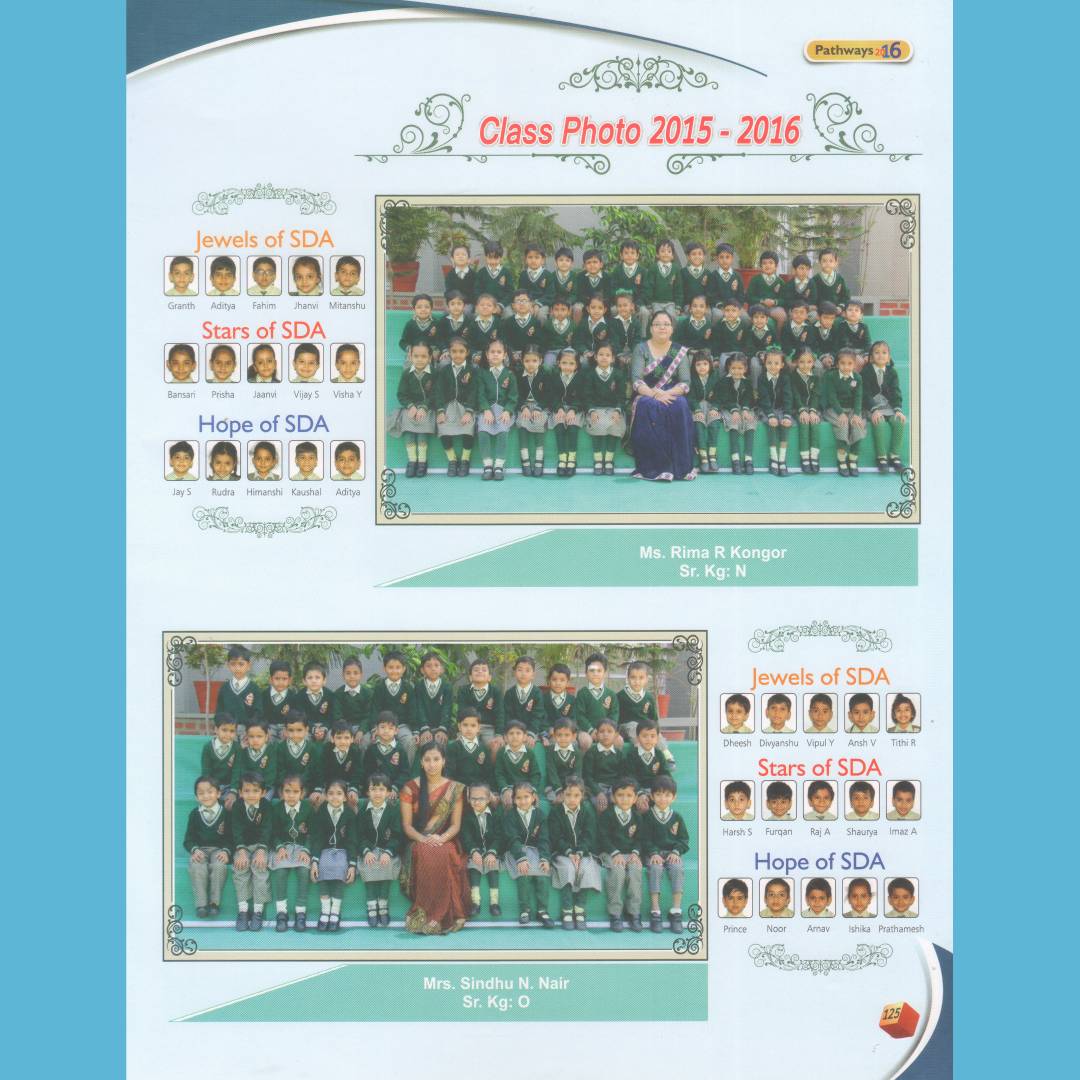 Pathways 2016
Class Photo 2015 - 2016
Jewels of SDA
Granth Aditya Fahim Jhanvi Mitanshu
Stars of SDA
Bansari Prisha Jaanvi Vijay S Visha Y
Hope of SDA
Jay S Rudra Himanshi Kaushal Aditya
Ms. Rima R Kongor
Sr. Kg: N
Jewels of SDA
Dheesh Divyanshu Vipul Y Ansh V Tithi R
Stars of SDA
Harsh S Furqan Raj A Shaurya Imaz A
Hope of SDA
Prince Noor Arnav Ishika Prathamesh
Mrs. Sindhu N. Nair
Sr. Kg: O
125